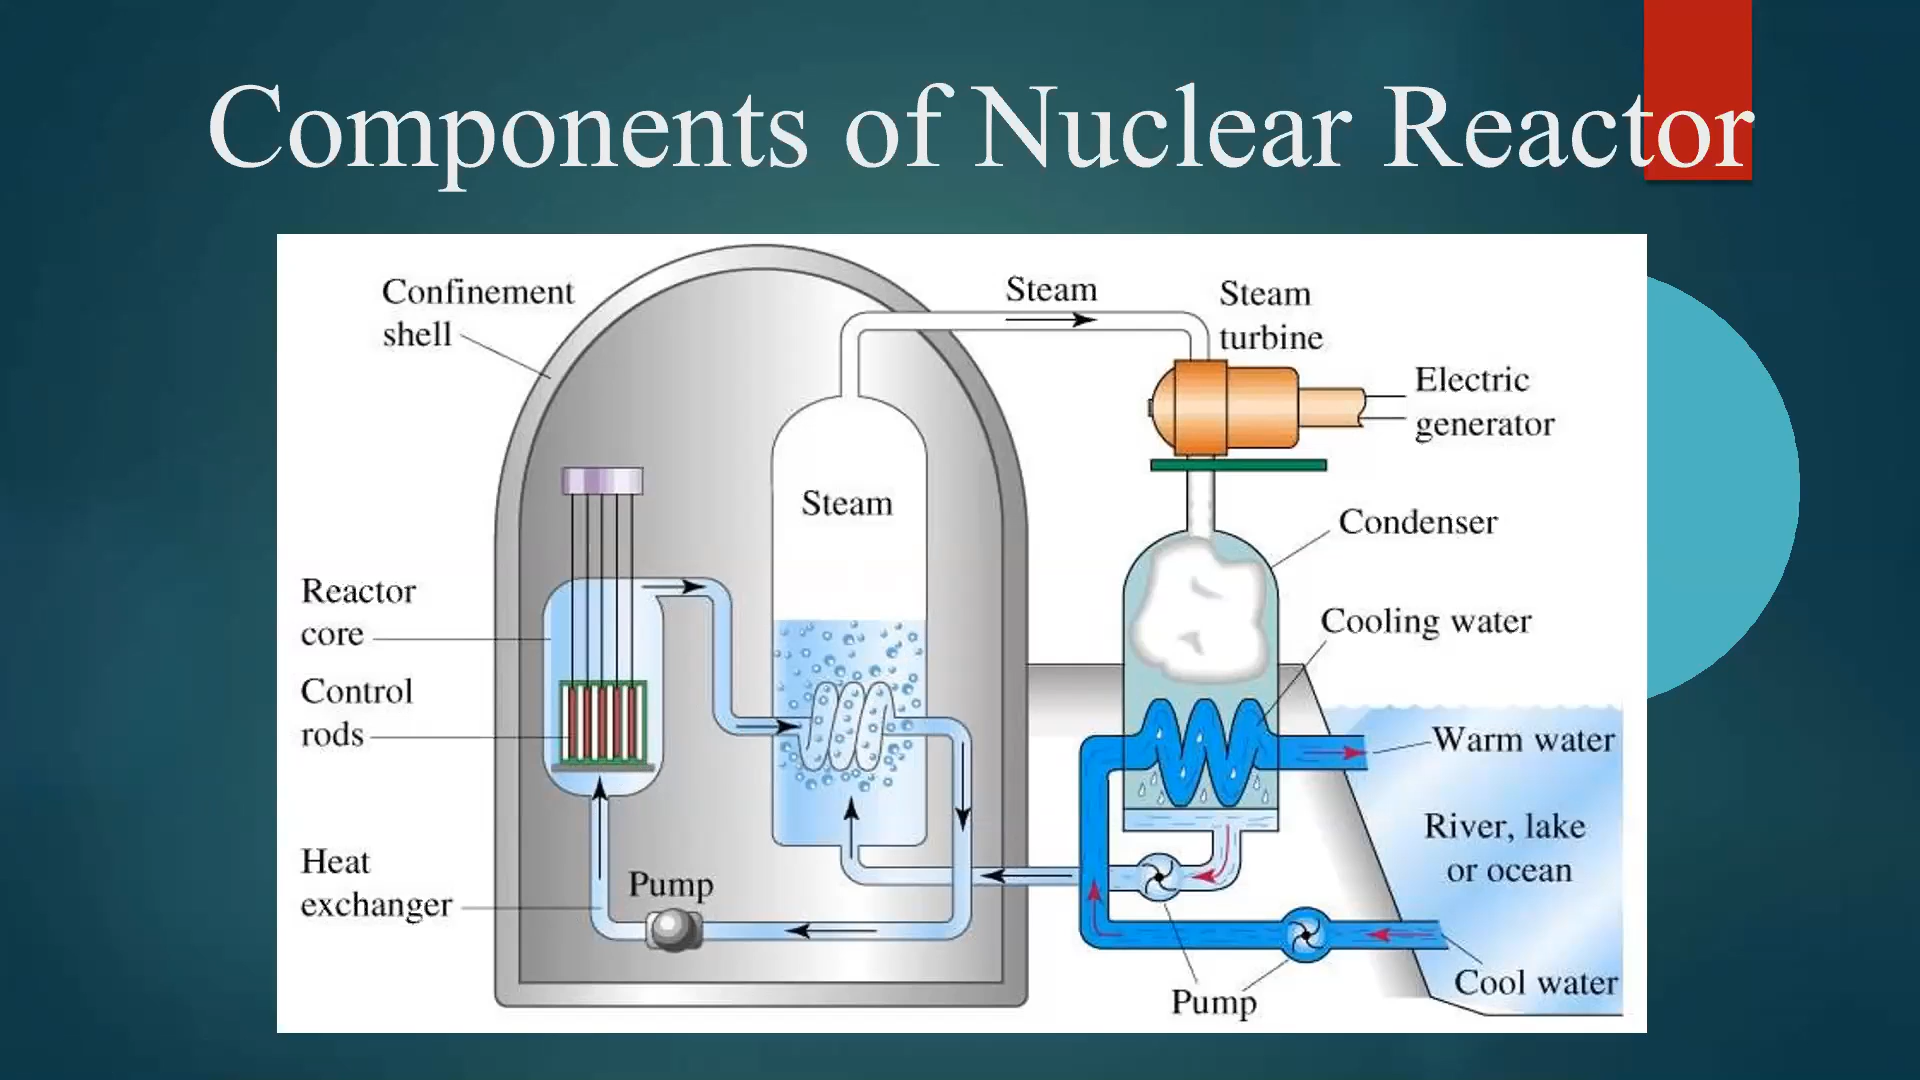 Components of Nuclear Reactor
Confinement
shell
Steam
Steam
turbine
Electric
generator
Steam
Condenser
Reactor
core
Cooling water
Control
rods
Warm water
River, lake
or ocean
Heat
exchanger
Pump
Cool water
Pump